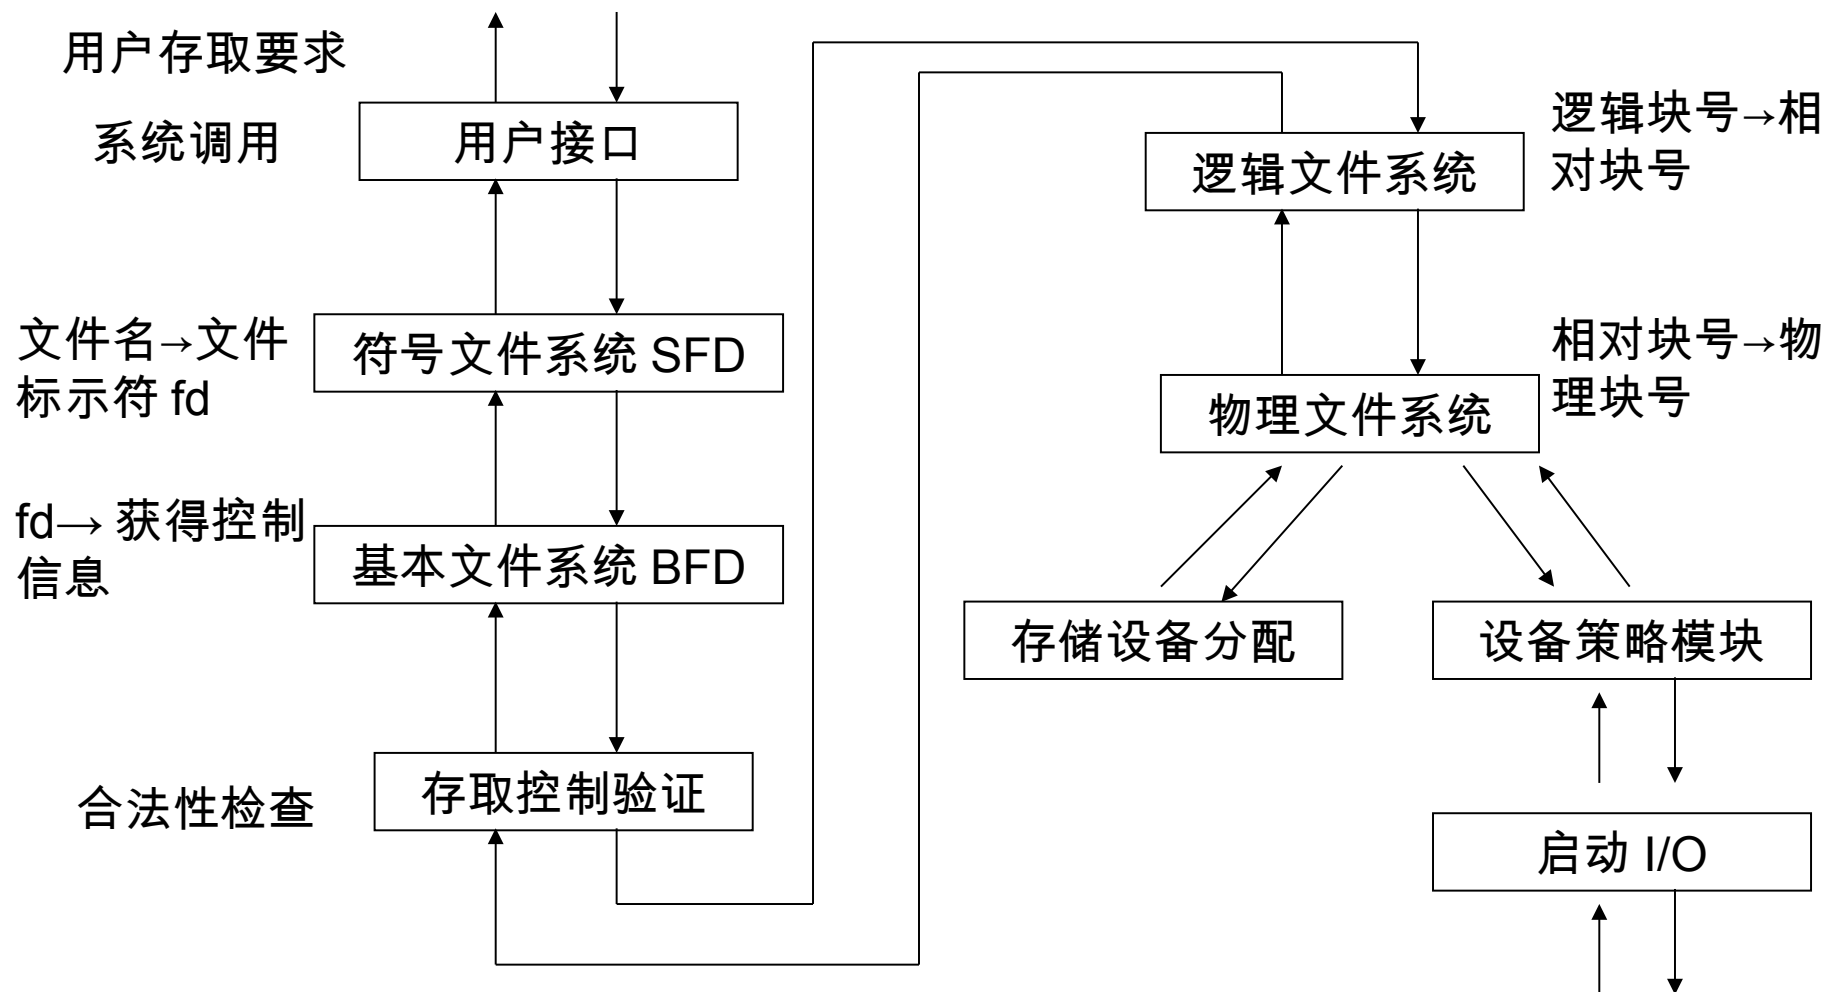 用户存取要求
系统调用
用户接口
文件名→文件
标示符 fd
符号文件系统 SFD
fd→ 获得控制
信息
基本文件系统 BFD
合法性检查
存取控制验证
逻辑文件系统
逻辑块号→相
对块号
物理文件系统
相对块号→物
理块号
存储设备分配
设备策略模块
启动 I/O